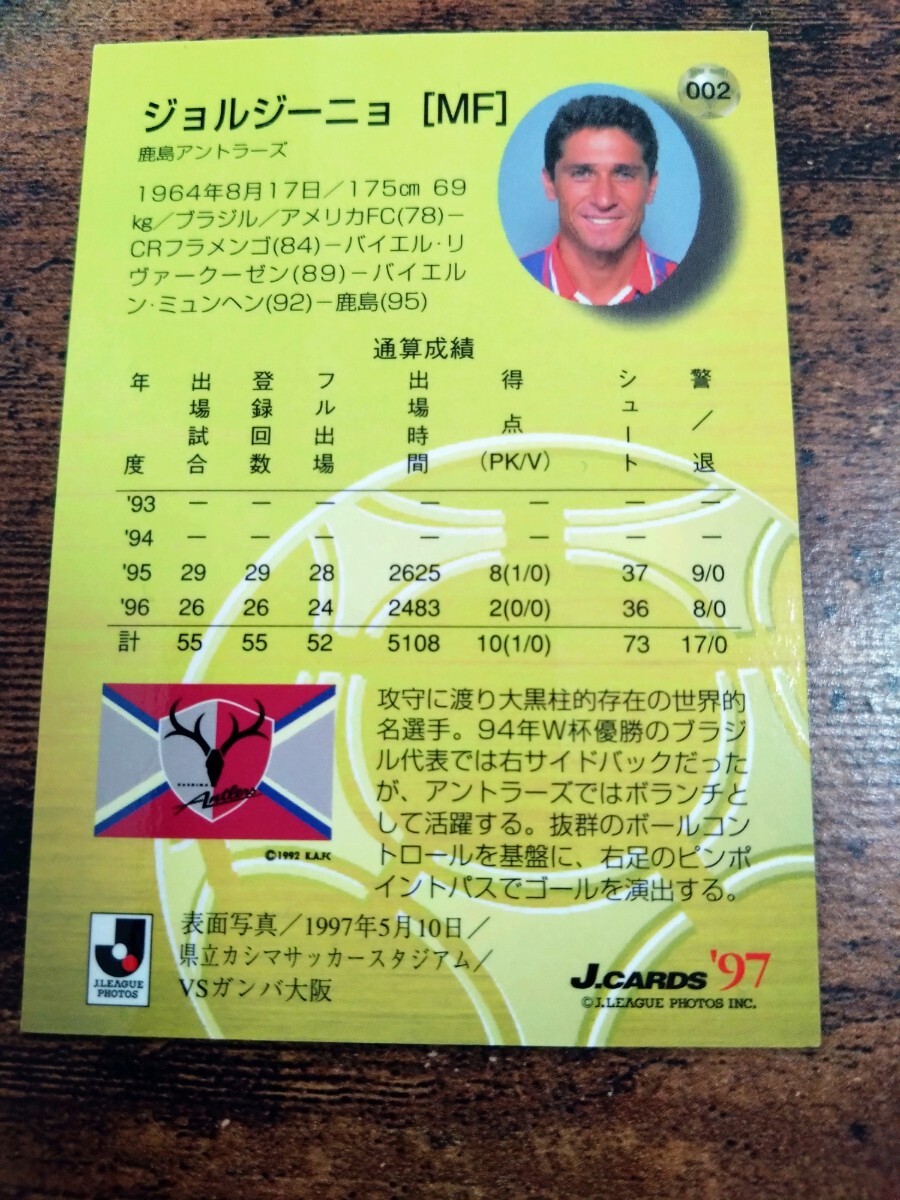 002
ジョルジーニョ [MF]
鹿島アントラーズ
1964年8月17日／175㎝ 69
㎏／ブラジル／アメリカFC(78)−
CRフラメンゴ(84)−バイエル・リ
ヴァークーゼン(89)−バイエル
ン・ミュンヘン(92)−鹿島(95)
通算成績
年度 出場試合 登録回数 フル出場 出場時間 得点(PK/V) シュート 警／退
'93 − − − − − − −
'94 − − − − − − −
'95 29 29 28 2625 8(1/0) 37 9/0
'96 26 26 24 2483 2(0/0) 36 8/0
計 55 55 52 5108 10(1/0) 73 17/0
攻守に渡り大黒柱的存在の世界的
名選手。94年W杯優勝のブラジ
ル代表では右サイドバックだった
が、アントラーズではボランチと
して活躍する。抜群のボールコン
トロールを基盤に、右足のピンポ
イントパスでゴールを演出する。
KASHIMA
Antlers
©1992 K.A.FC
表面写真／1997年5月10日／
県立カシマサッカースタジアム／
VSガンバ大阪
J.LEAGUE
PHOTOS
J.CARDS '97
©J.LEAGUE PHOTOS INC.